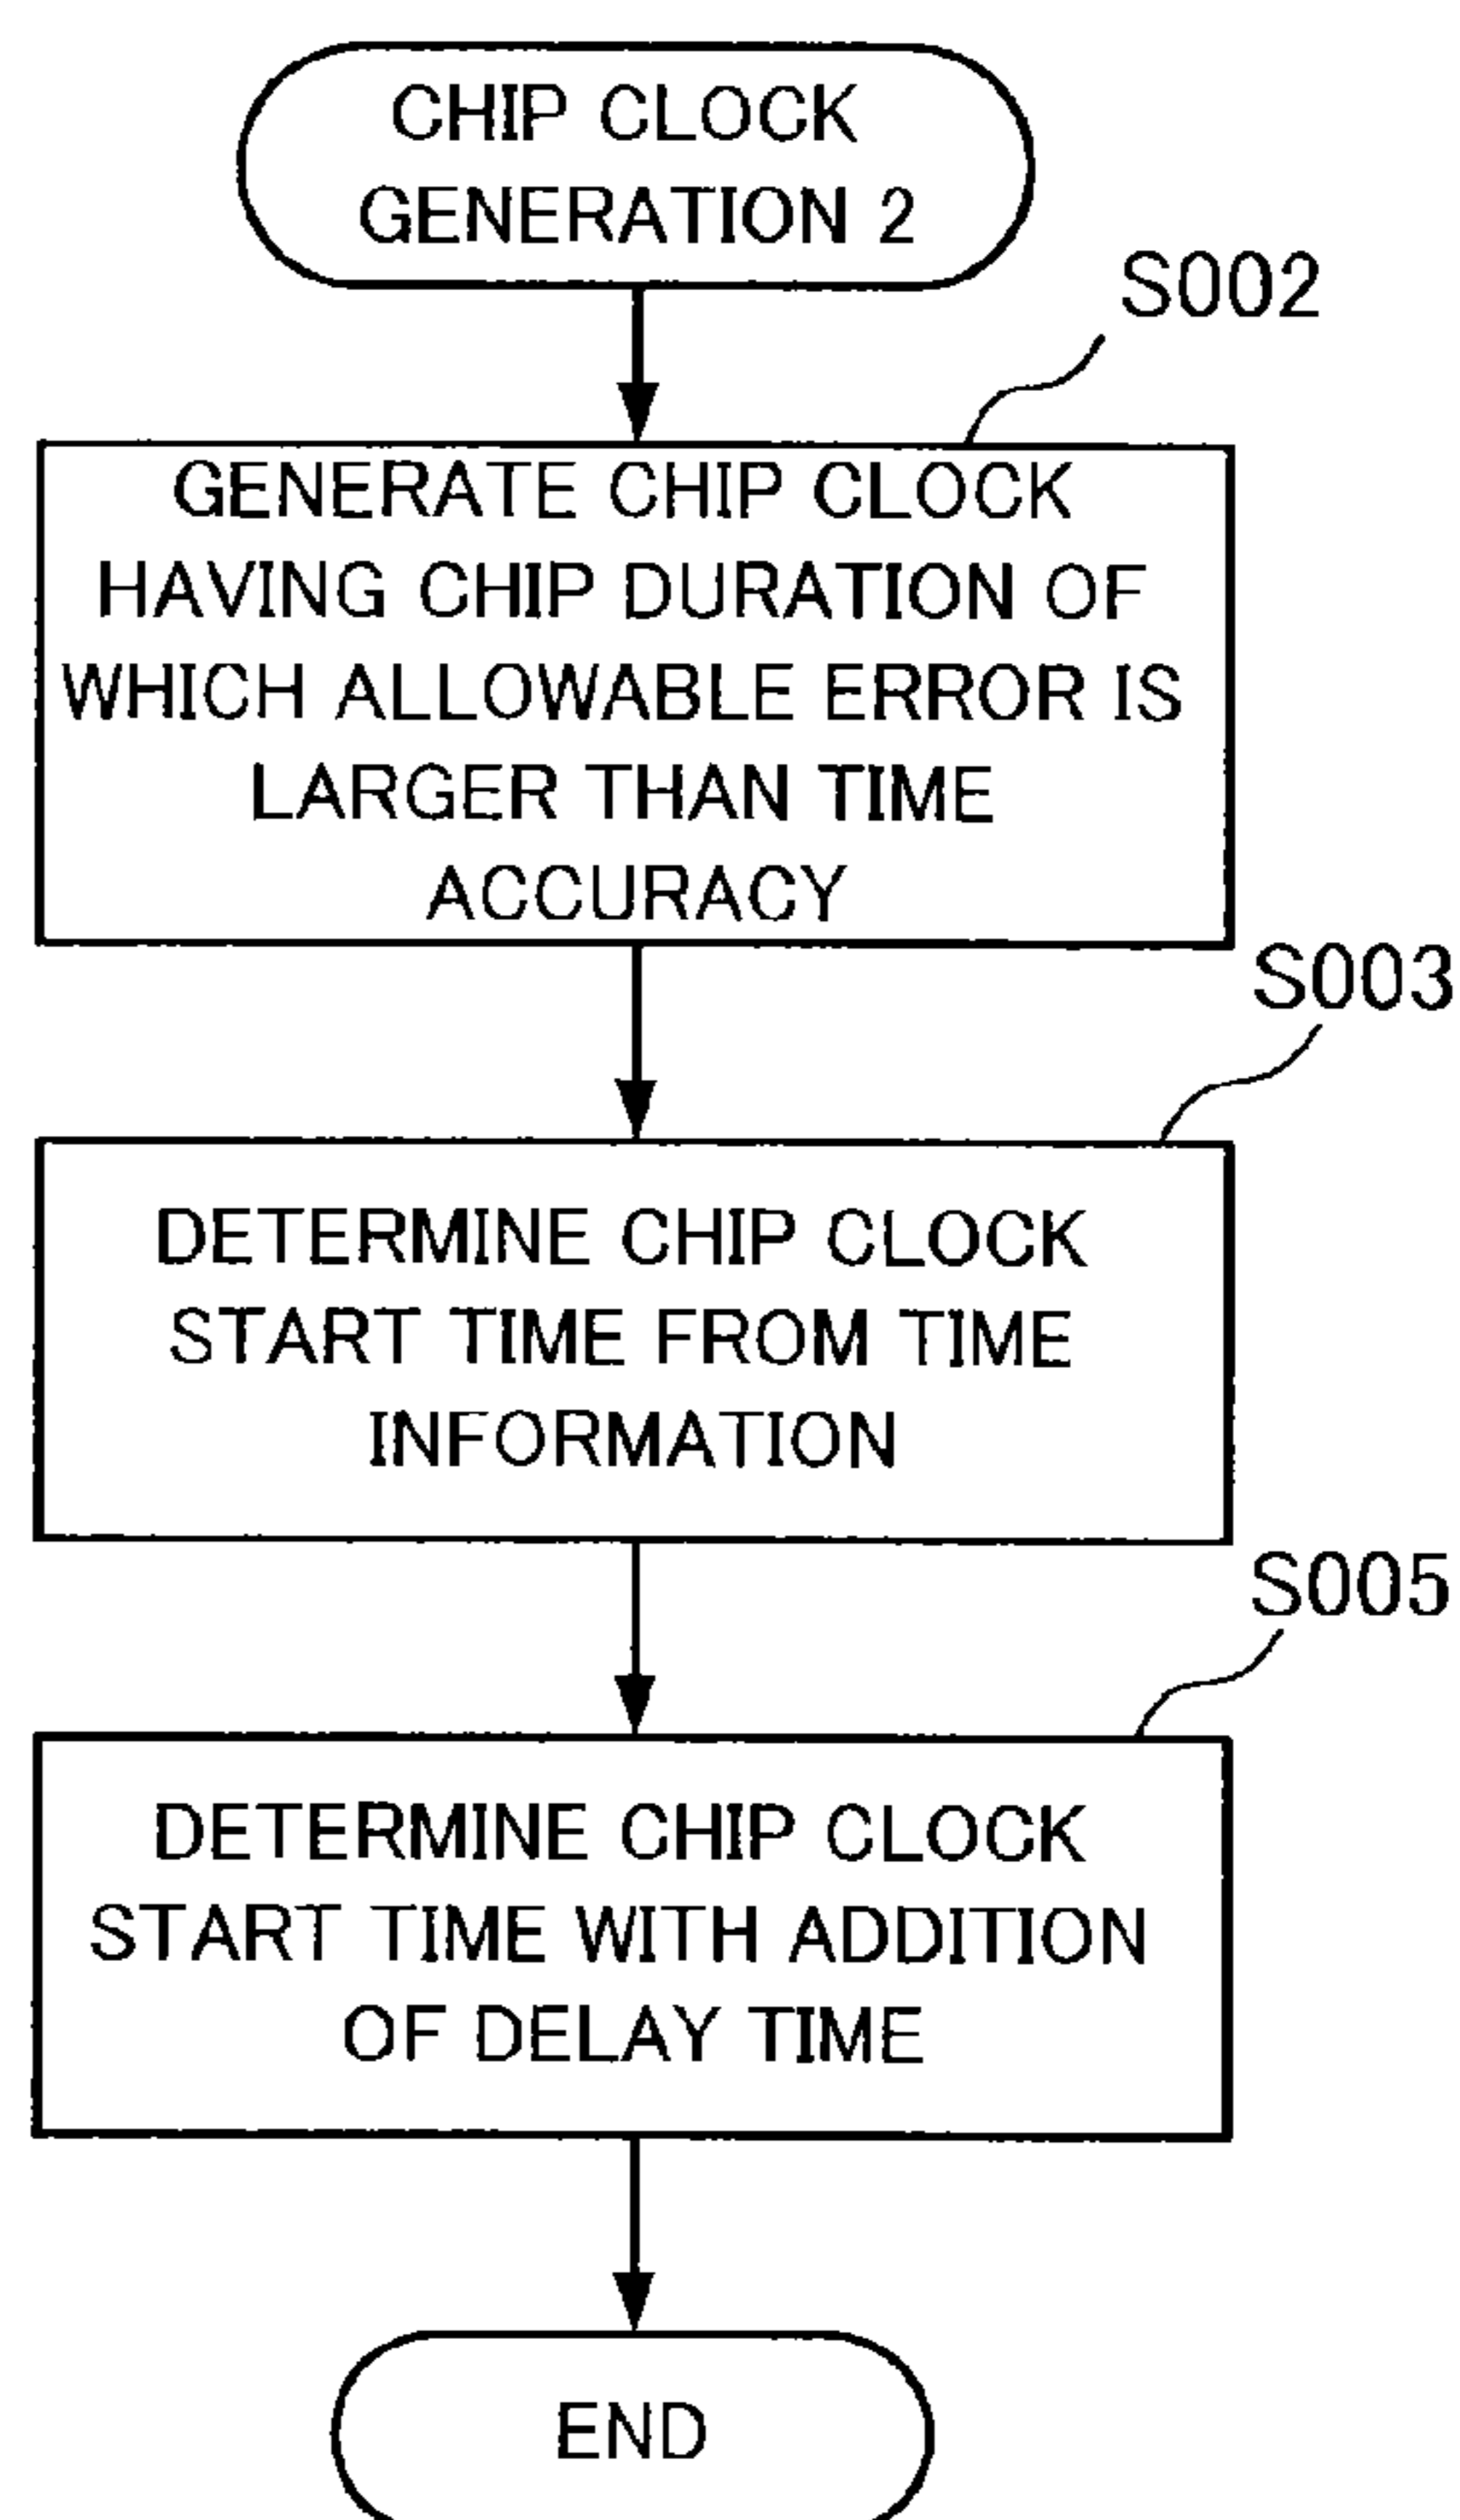 CHIP CLOCK
GENERATION 2
S002
GENERATE CHIP CLOCK
HAVING CHIP DURATION OF
WHICH ALLOWABLE ERROR IS
LARGER THAN TIME
ACCURACY
S003
DETERMINE CHIP CLOCK
START TIME FROM TIME
INFORMATION
S005
DETERMINE CHIP CLOCK
START TIME WITH ADDITION
OF DELAY TIME
END